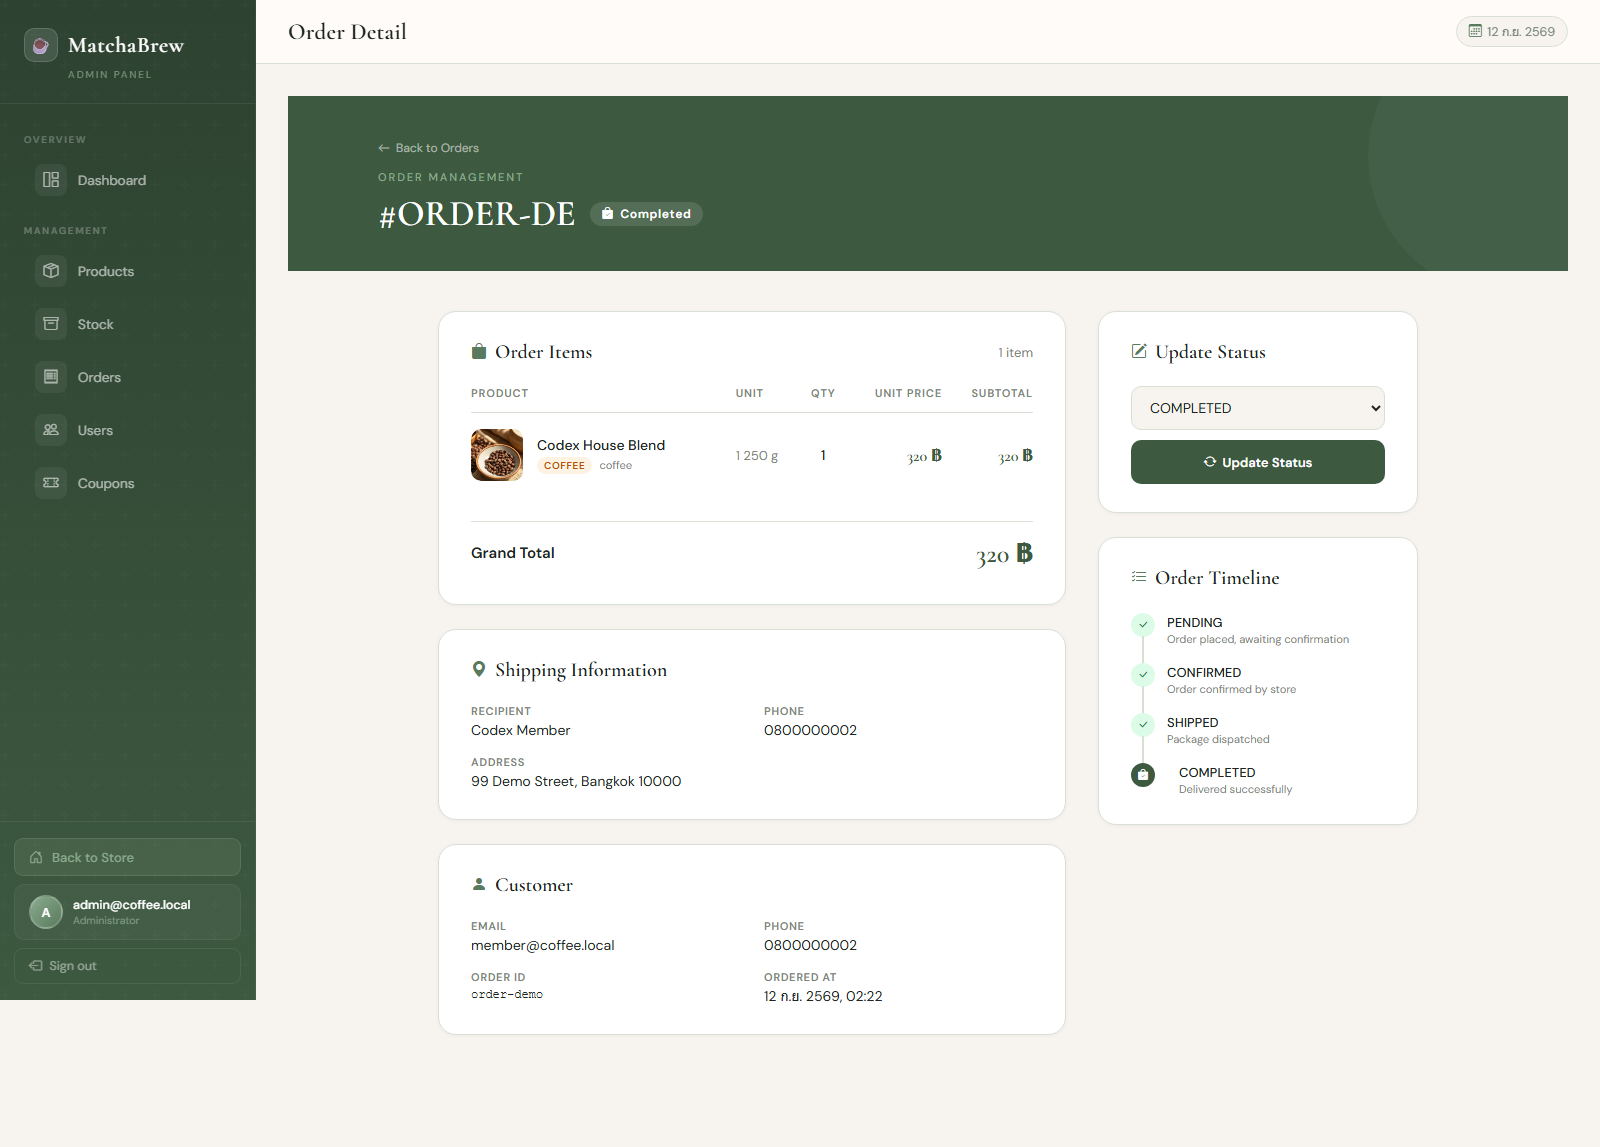 MatchaBrew
ADMIN PANEL
OVERVIEW
Dashboard
MANAGEMENT
Products
Stock
Orders
Users
Coupons
Back to Store
A
admin@coffee.local
Administrator
Sign out
Order Detail
12 ก.ย. 2569
← Back to Orders
ORDER MANAGEMENT
#ORDER-DE
Completed
Order Items
1 item
PRODUCT UNIT QTY UNIT PRICE SUBTOTAL
Codex House Blend
COFFEE coffee
1 250 g 1 320 ฿ 320 ฿
Grand Total 320 ฿
Shipping Information
RECIPIENT
Codex Member
PHONE
0800000002
ADDRESS
99 Demo Street, Bangkok 10000
Customer
EMAIL
member@coffee.local
PHONE
0800000002
ORDER ID
order-demo
ORDERED AT
12 ก.ย. 2569, 02:22
Update Status
COMPLETED
Update Status
Order Timeline
PENDING
Order placed, awaiting confirmation
CONFIRMED
Order confirmed by store
SHIPPED
Package dispatched
COMPLETED
Delivered successfully